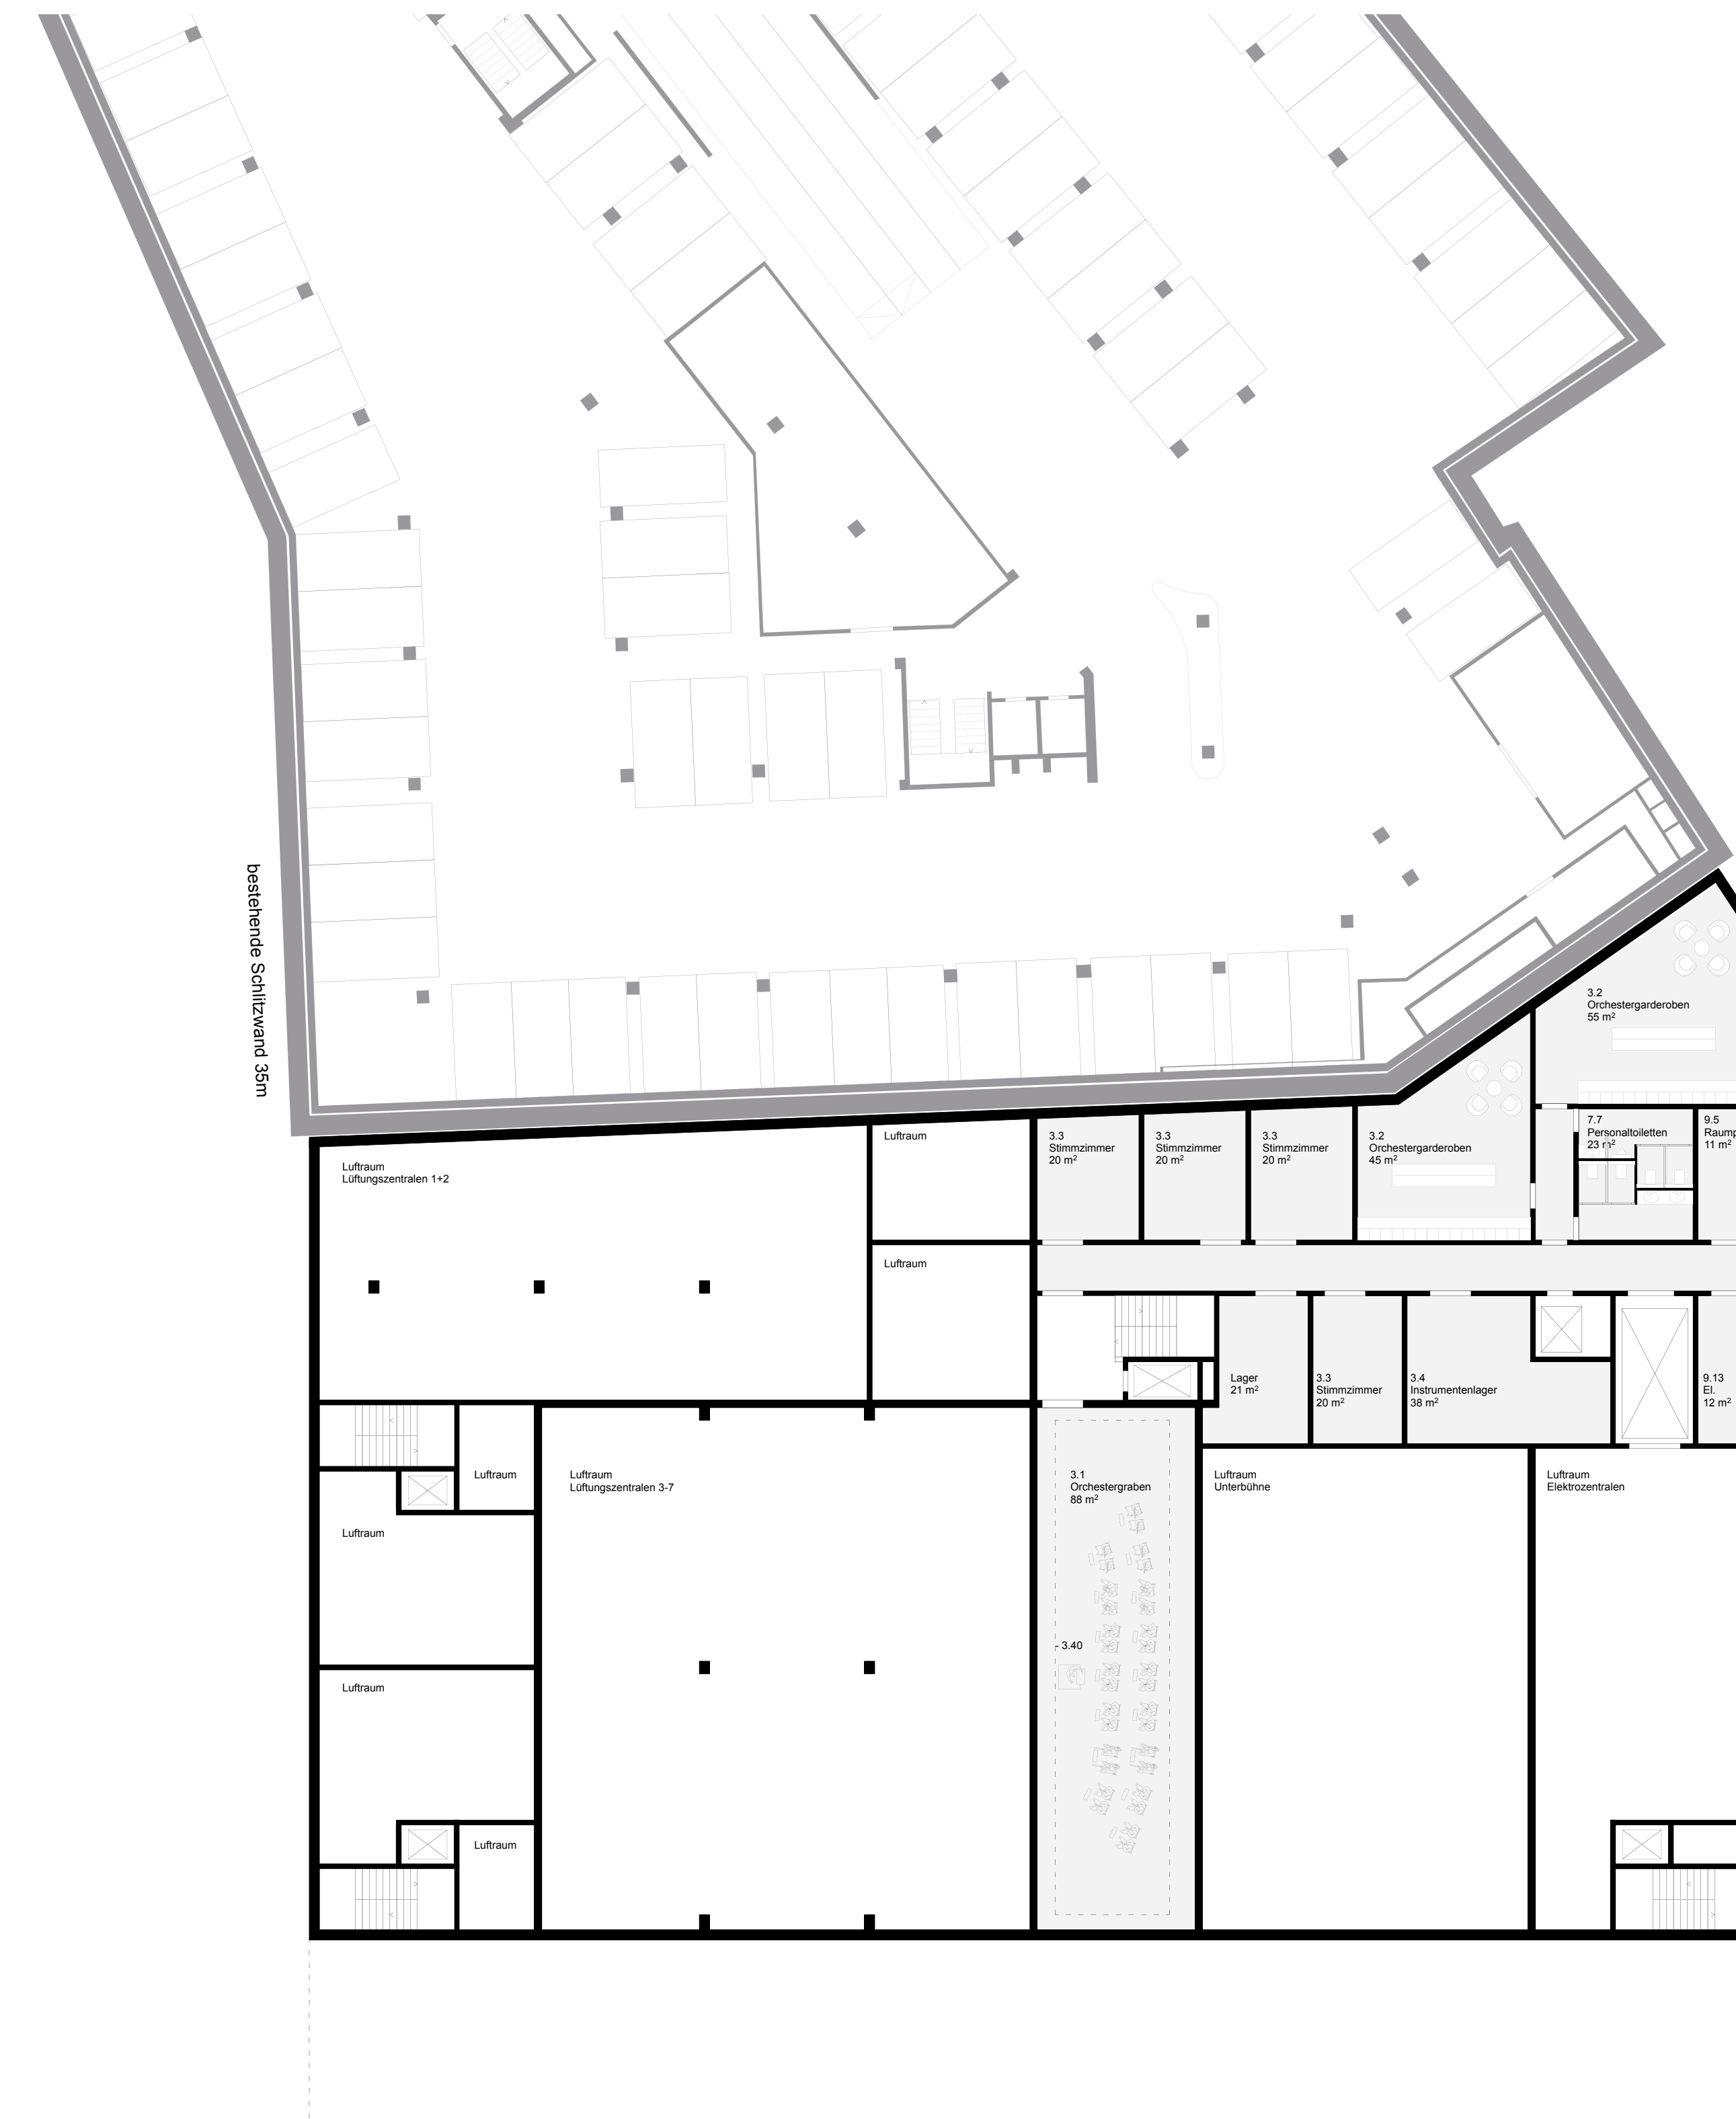 bestehende Schlitzwand 35m
3.2
Orchestergarderoben
55 m²
Luftraum
Lüftungszentralen 1+2
Luftraum
3.3
Stimmzimmer
20 m²
3.3
Stimmzimmer
20 m²
3.3
Stimmzimmer
20 m²
3.2
Orchestergarderoben
45 m²
7.7
Personaltoiletten
23 m²
9.5
Raump
11 m²
Luftraum
Lager
21 m²
3.3
Stimmzimmer
20 m²
3.4
Instrumentenlager
38 m²
9.13
El.
12 m²
Luftraum
Luftraum
Lüftungszentralen 3-7
3.1
Orchestergraben
88 m²
Luftraum
Unterbühne
Luftraum
Elektrozentralen
Luftraum
- 3.40
Luftraum
Luftraum